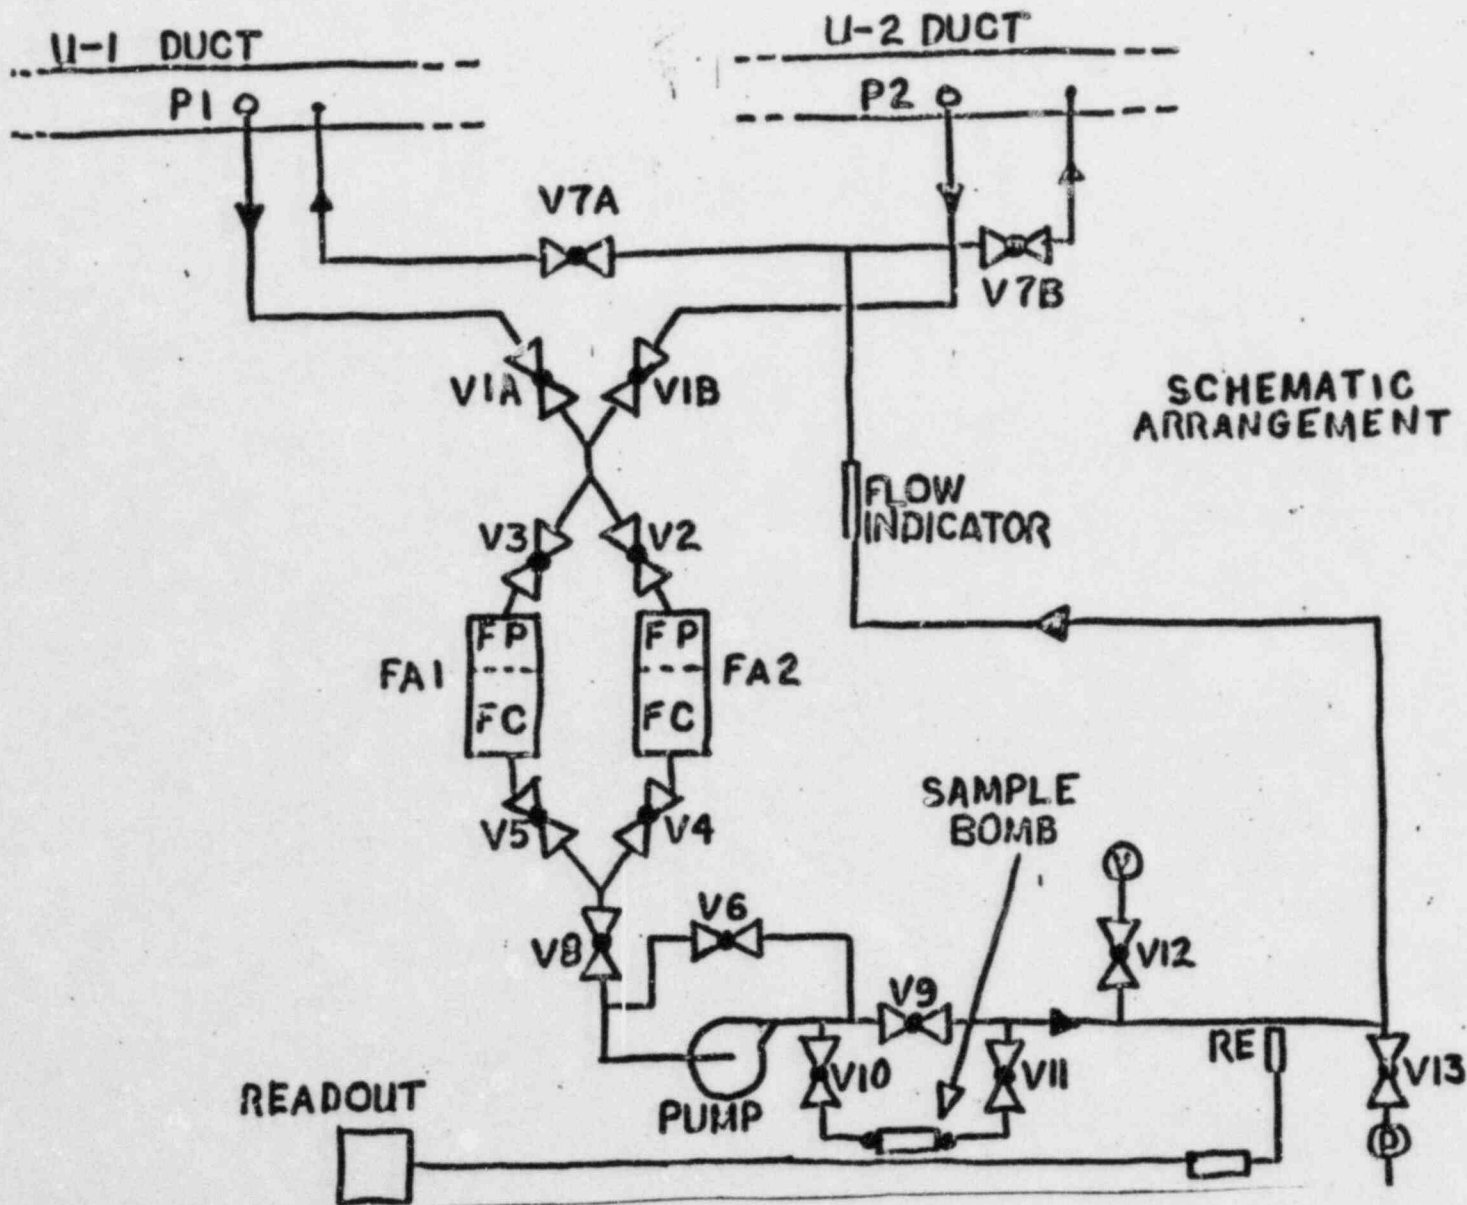 U-1 DUCT
U-2 DUCT
P1
P2
V7A
V7B
V1A
V1B
SCHEMATIC
ARRANGEMENT
FLOW
INDICATOR
V3
V2
FP
FP
FA1
FA2
FC
FC
SAMPLE
BOMB
V5
V4
V
V6
V8
V12
V9
RE
V10
V11
V13
READOUT
PUMP
D